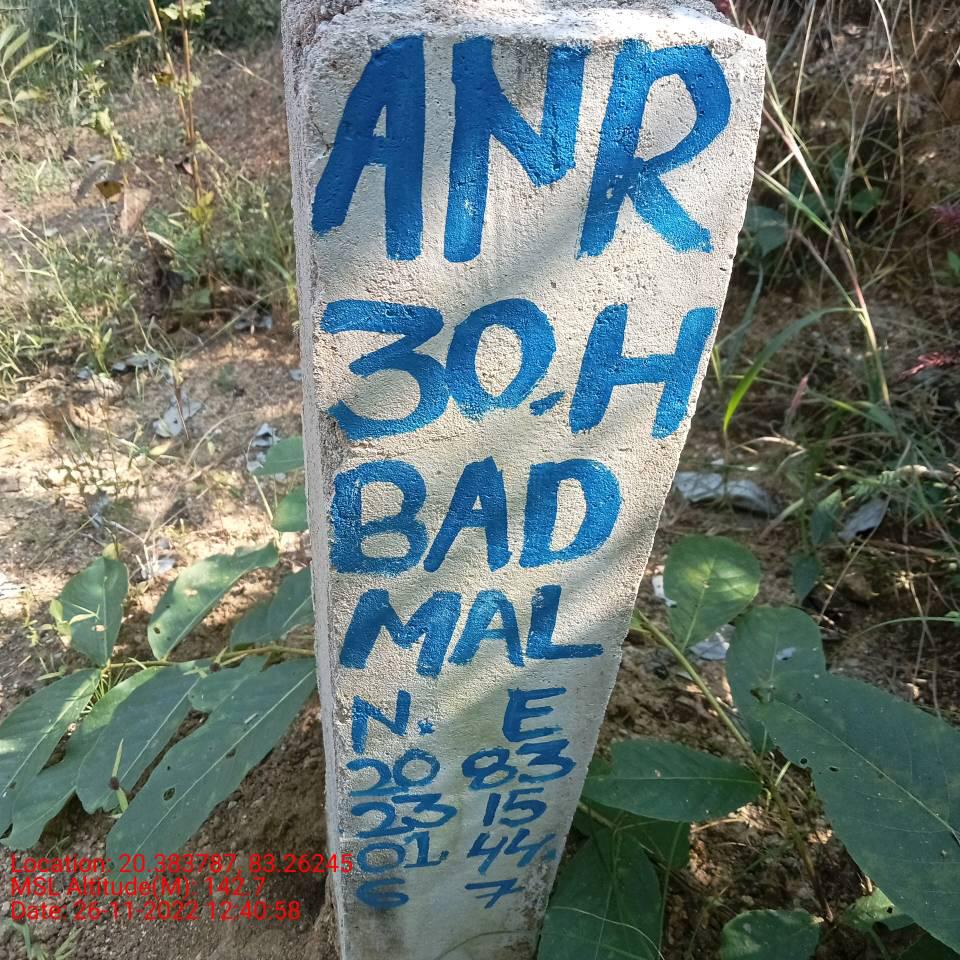 ANR
30.H
BAD
MAL
N. E
20 83
23 15
01 44.
6 7
Location: 20.383787, 83.26245
MSL Altitude(M): 142.7
Date: 26-11-2022 12:40:58